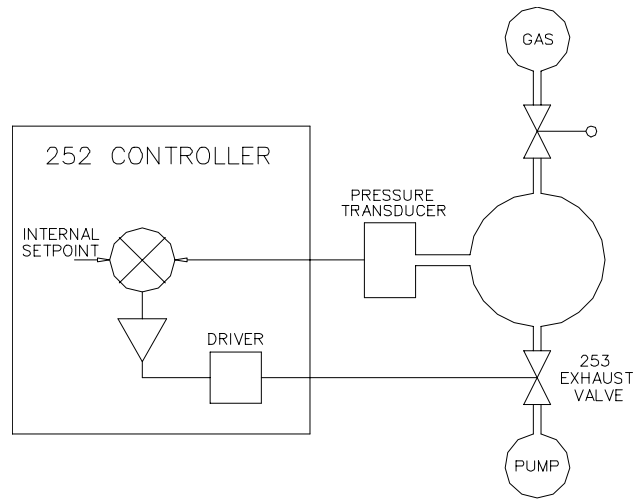 GAS
252 CONTROLLER
PRESSURE
TRANSDUCER
INTERNAL
SETPOINT
DRIVER
253
EXHAUST
VALVE
PUMP